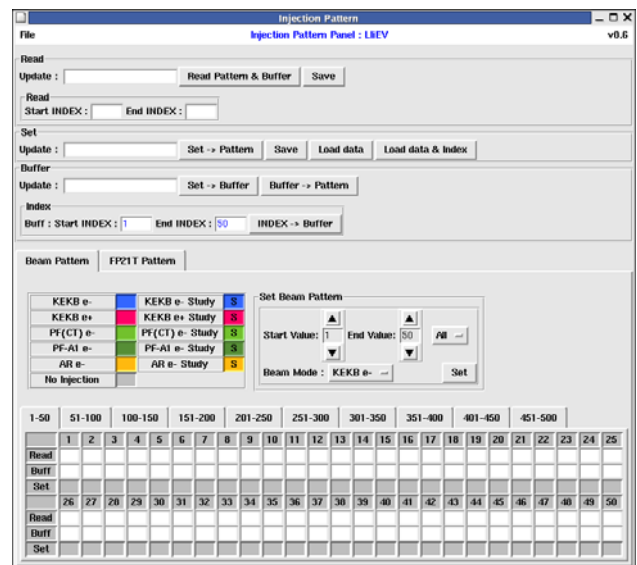 Injection Pattern
File Injection Pattern Panel : LIiEV v0.6
Read
Update : Read Pattern & Buffer Save
Read
Start INDEX : End INDEX :
Set
Update : Set -> Pattern Save Load data Load data & Index
Buffer
Update : Set -> Buffer Buffer -> Pattern
Index
Buff : Start INDEX : 1 End INDEX : 50 INDEX -> Buffer
Beam Pattern FP21T Pattern
KEKB e- KEKB e- Study S Set Beam Pattern
KEKB e+ KEKB e+ Study S
PF(CT) e- PF(CT) e- Study S Start Value: 1 End Value: 50 All
PF-A1 e- PF-A1 e- Study S
AR e- AR e- Study S Beam Mode : KEKB e- Set
No Injection
1-50 51-100 100-150 151-200 201-250 251-300 301-350 351-400 401-450 451-500
1 2 3 4 5 6 7 8 9 10 11 12 13 14 15 16 17 18 19 20 21 22 23 24 25
Read
Buff
Set
26 27 28 29 30 31 32 33 34 35 36 37 38 39 40 41 42 43 44 45 46 47 48 49 50
Read
Buff
Set